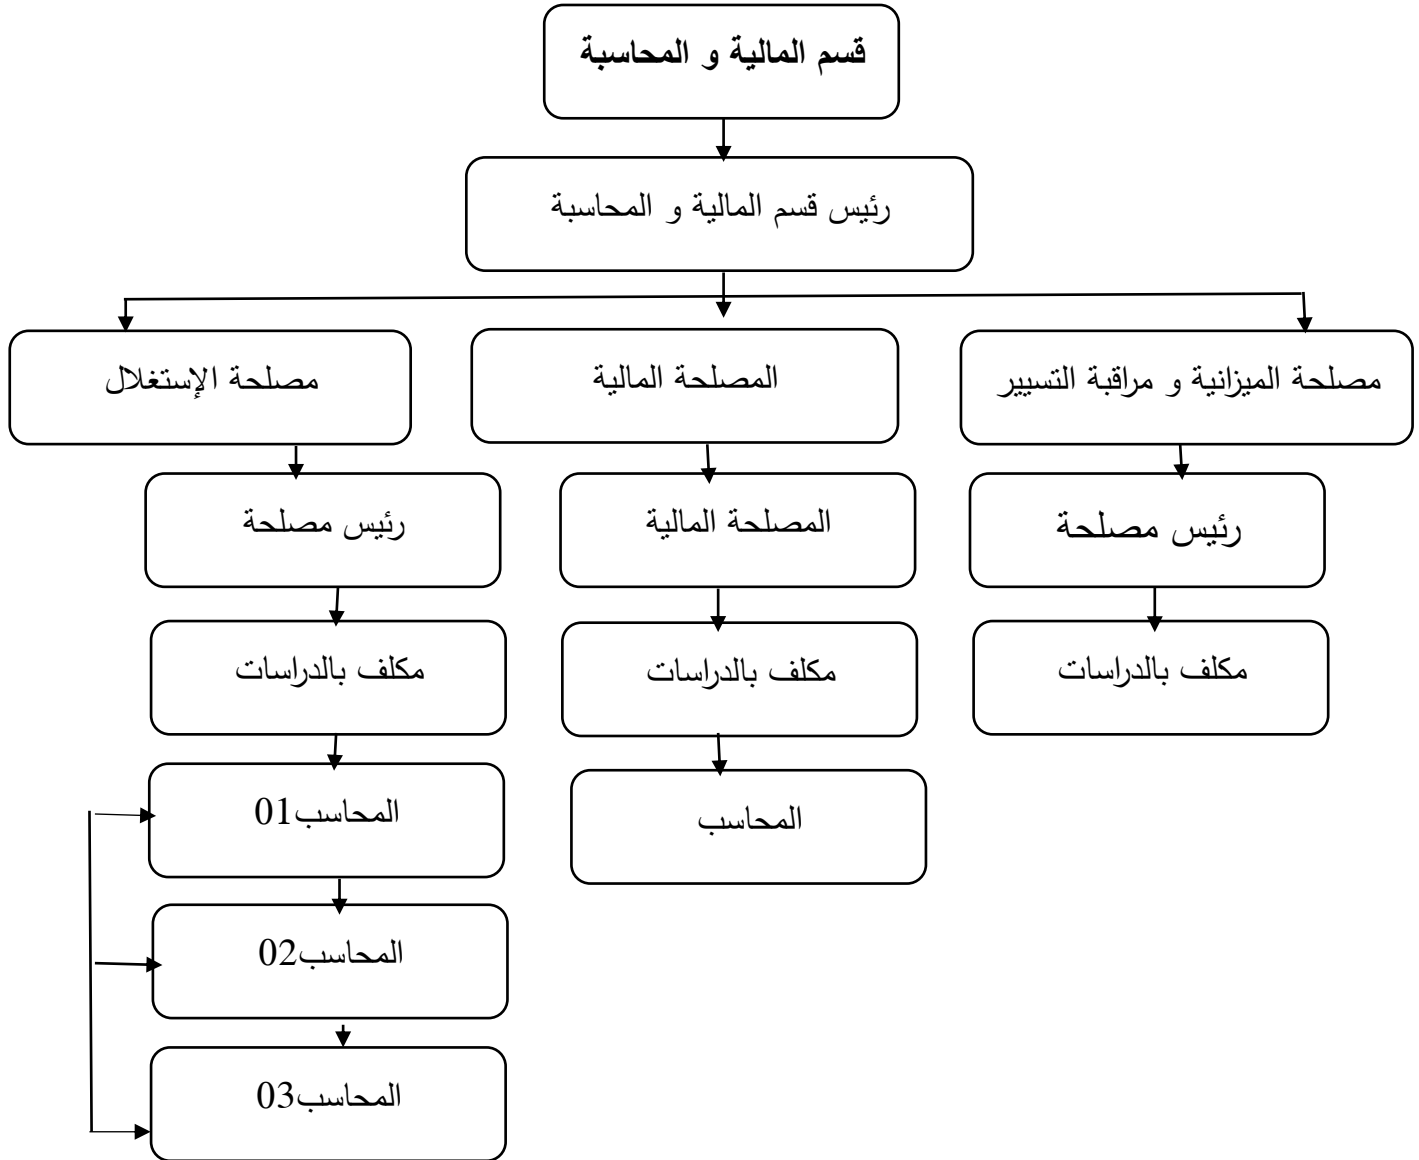 قسم المالية و المحاسبة
رئيس قسم المالية و المحاسبة
مصلحة الميزانية و مراقبة التسيير
المصلحة المالية
مصلحة الإستغلال
رئيس مصلحة
المصلحة المالية
رئيس مصلحة
مكلف بالدراسات
مكلف بالدراسات
مكلف بالدراسات
المحاسب
المحاسب01
المحاسب02
المحاسب03